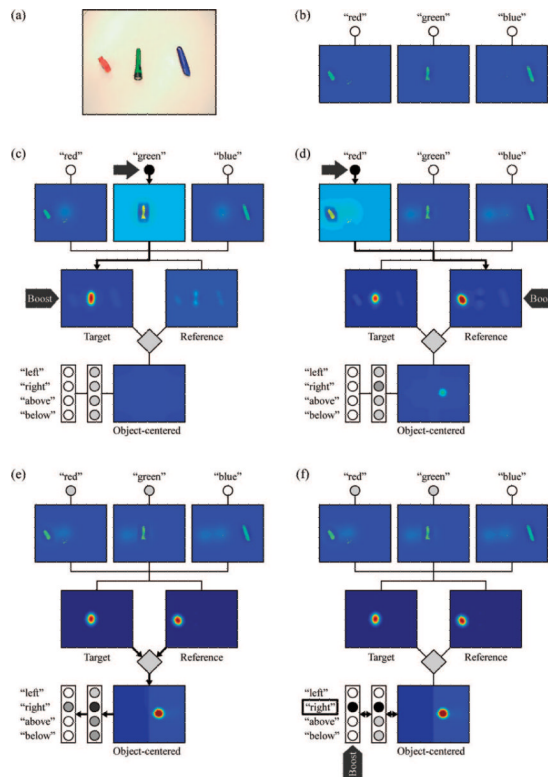 (a)
(b)
"red" "green" "blue"
(c)
"red" "green" "blue"
Boost
Target Reference
"left"
"right"
"above"
"below"
Object-centered
(d)
"red" "green" "blue"
Boost
Target Reference
"left"
"right"
"above"
"below"
Object-centered
(e)
"red" "green" "blue"
Target Reference
"left"
"right"
"above"
"below"
Object-centered
(f)
"red" "green" "blue"
Target Reference
"left"
"right"
"above"
"below"
Object-centered
Boost